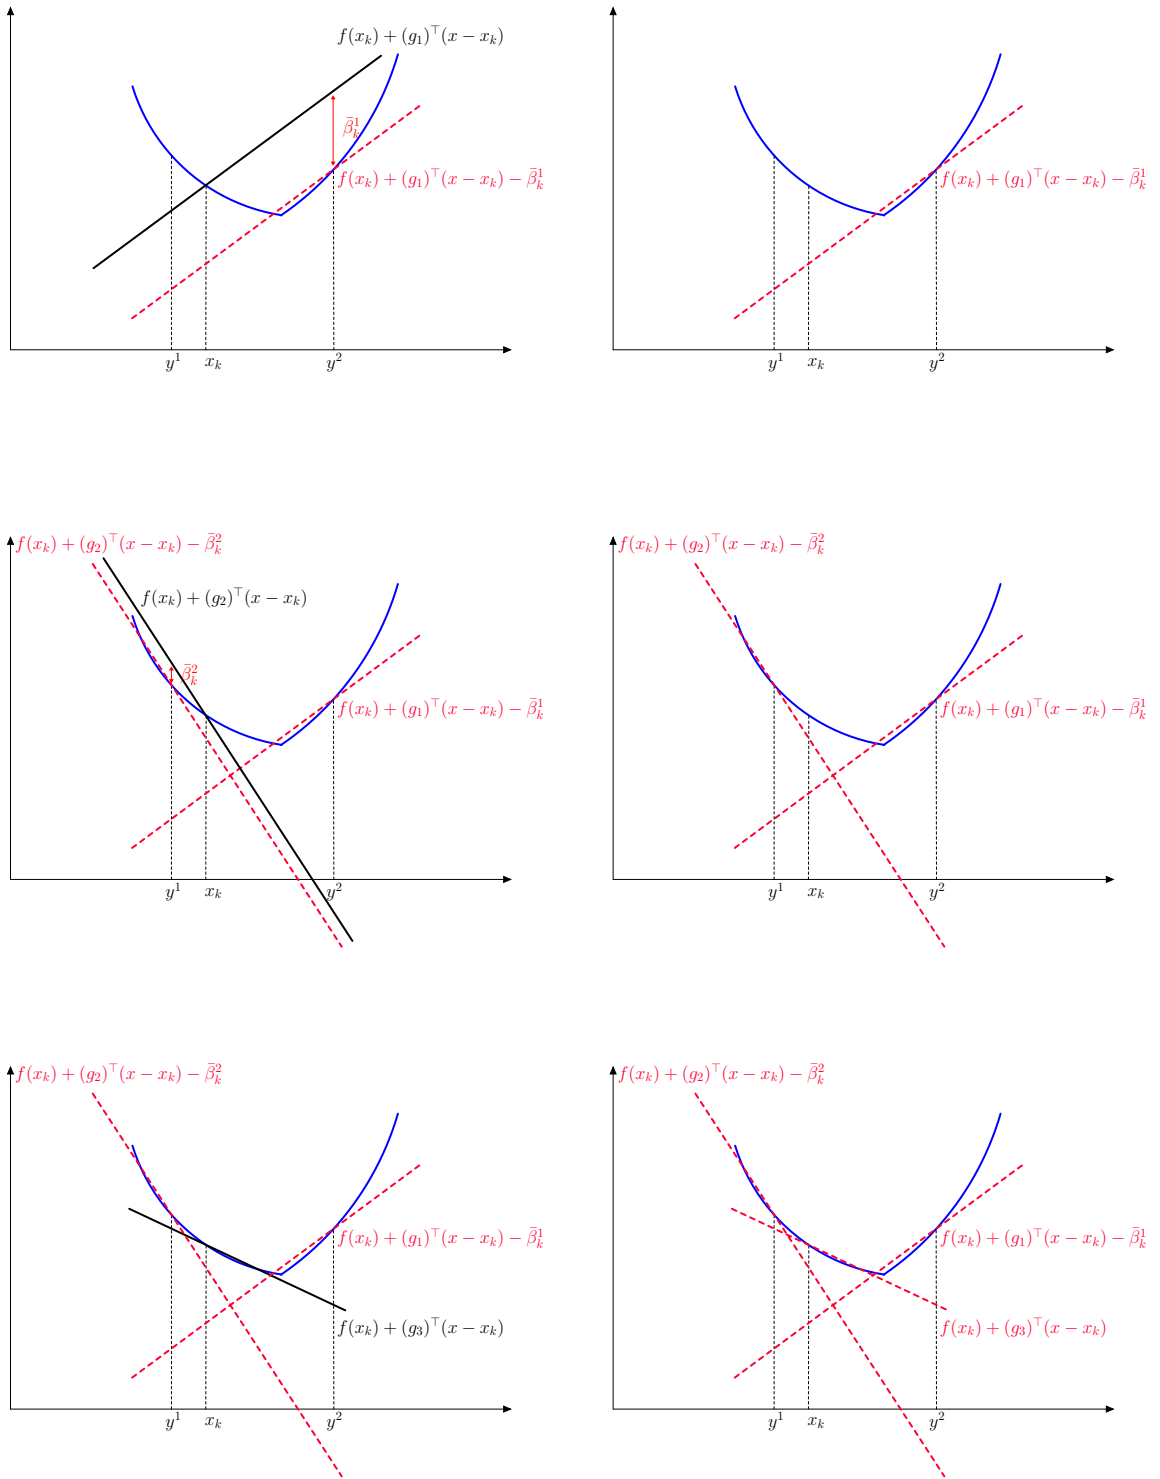 f(x_k) + (g_1)^⊤(x − x_k)
β̄_k^1
f(x_k) + (g_1)^⊤(x − x_k) − β̄_k^1
y^1 x_k y^2
f(x_k) + (g_1)^⊤(x − x_k) − β̄_k^1
y^1 x_k y^2
f(x_k) + (g_2)^⊤(x − x_k) − β̄_k^2
f(x_k) + (g_2)^⊤(x − x_k)
β̄_k^2
f(x_k) + (g_1)^⊤(x − x_k) − β̄_k^1
y^1 x_k y^2
f(x_k) + (g_2)^⊤(x − x_k) − β̄_k^2
f(x_k) + (g_1)^⊤(x − x_k) − β̄_k^1
y^1 x_k y^2
f(x_k) + (g_2)^⊤(x − x_k) − β̄_k^2
f(x_k) + (g_1)^⊤(x − x_k) − β̄_k^1
f(x_k) + (g_3)^⊤(x − x_k)
y^1 x_k y^2
f(x_k) + (g_2)^⊤(x − x_k) − β̄_k^2
f(x_k) + (g_1)^⊤(x − x_k) − β̄_k^1
f(x_k) + (g_3)^⊤(x − x_k)
y^1 x_k y^2